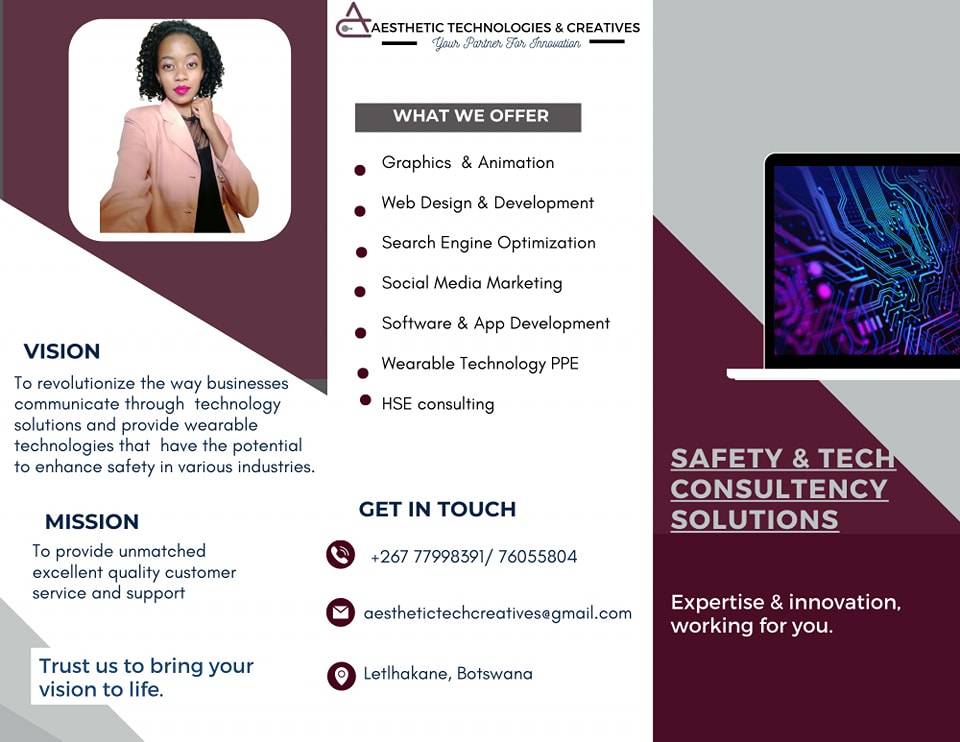 VISION
To revolutionize the way businesses
communicate through technology
solutions and provide wearable
technologies that have the potential
to enhance safety in various industries.
MISSION
To provide unmatched
excellent quality customer
service and support
Trust us to bring your
vision to life.
AESTHETIC TECHNOLOGIES & CREATIVES
Your Partner For Innovation
WHAT WE OFFER
Graphics & Animation
Web Design & Development
Search Engine Optimization
Social Media Marketing
Software & App Development
Wearable Technology PPE
HSE consulting
GET IN TOUCH
+267 77998391/ 76055804
aesthetictechcreatives@gmail.com
Letlhakane, Botswana
SAFETY & TECH
CONSULTENCY
SOLUTIONS
Expertise & innovation,
working for you.